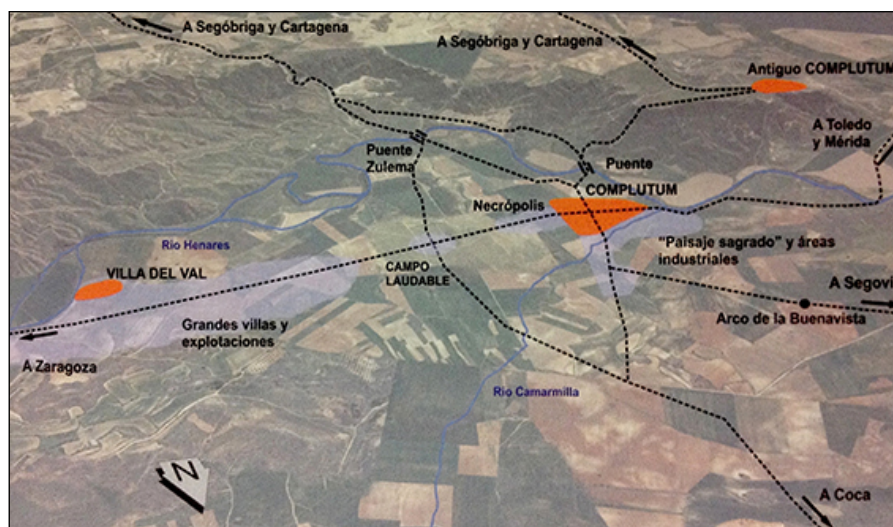 A Segóbriga y Cartagena
A Segóbriga y Cartagena
Antiguo COMPLUTUM
A Toledo
y Mérida
Puente
Zulema
Puente
COMPLUTUM
Necrópolis
Río Henares
"Paisaje sagrado" y áreas
industriales
VILLA DEL VAL
CAMPO
LAUDABLE
A Segovi
Arco de la Buenavista
Grandes villas y
explotaciones
A Zaragoza
Río Camarmilla
N
A Coca